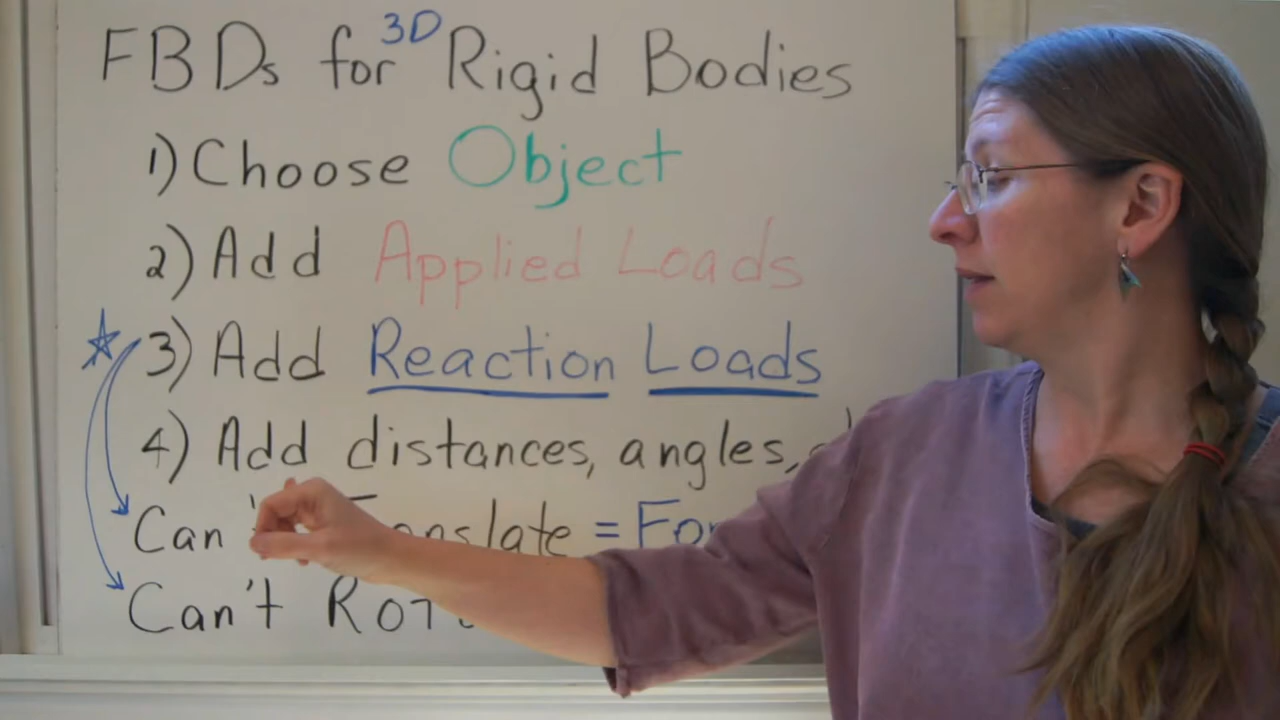 FBDs for 3D Rigid Bodies
1) Choose Object
2) Add Applied Loads
3) Add Reaction Loads
4) Add distances, angles,
Can't =
Can't